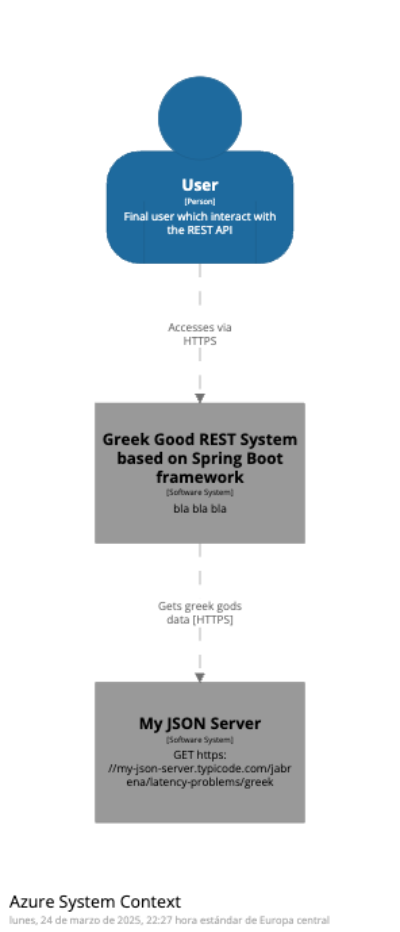 User
[Person]
Final user which interact with
the REST API
Accesses via
HTTPS
Greek Good REST System
based on Spring Boot
framework
[Software System]
bla bla bla
Gets greek gods
data [HTTPS]
My JSON Server
[Software System]
GET https:
//my-json-server.typicode.com/jabr
ena/latency-problems/greek
Azure System Context
lunes, 24 de marzo de 2025, 22:27 hora estándar de Europa central